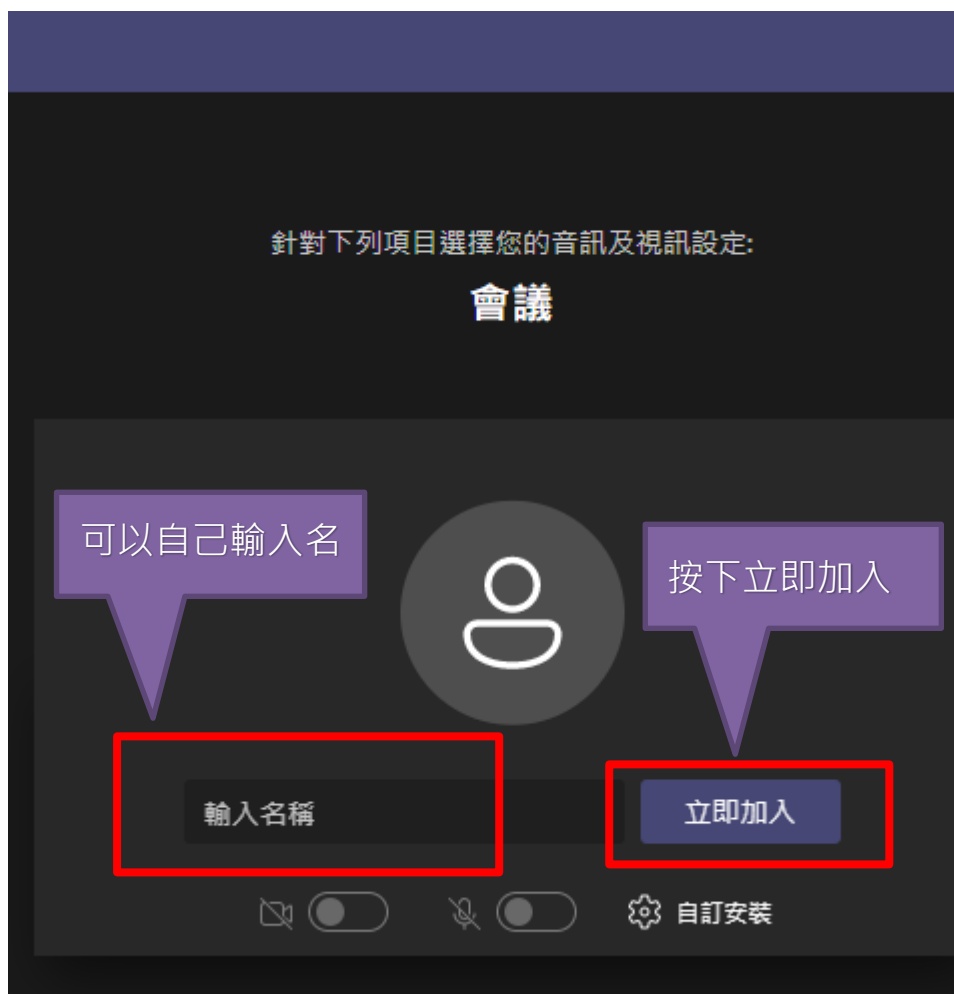 針對下列項目選擇您的音訊及視訊設定:
會議
可以自己輸入名
按下立即加入
輸入名稱
立即加入
自訂安裝